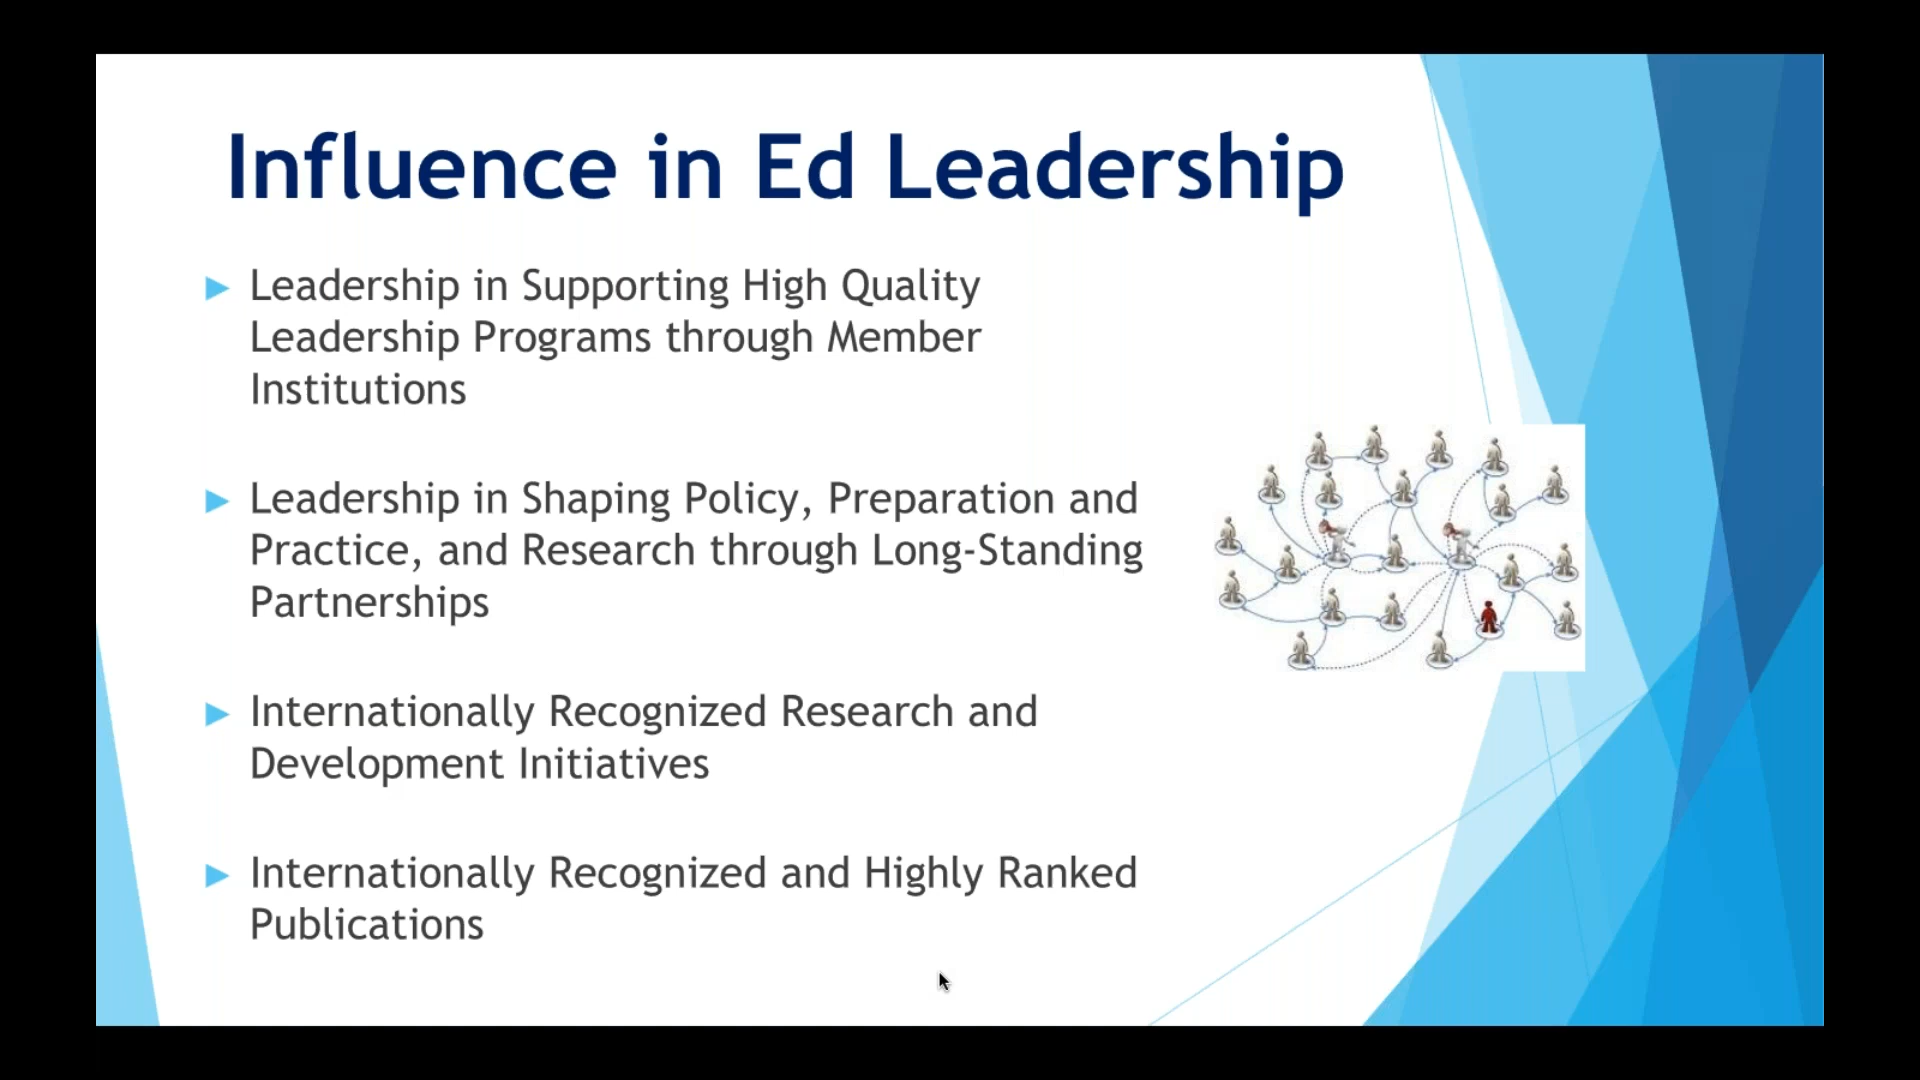 Influence in Ed Leadership
Leadership in Supporting High Quality
Leadership Programs through Member
Institutions
Leadership in Shaping Policy, Preparation and
Practice, and Research through Long-Standing
Partnerships
Internationally Recognized Research and
Development Initiatives
Internationally Recognized and Highly Ranked
Publications